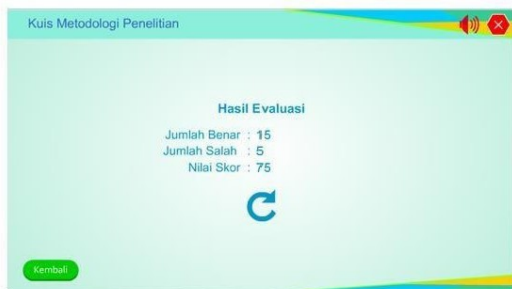 Kuis Metodologi Penelitian
Hasil Evaluasi
Jumlah Benar : 15
Jumlah Salah : 5
Nilai Skor : 75
Kembali